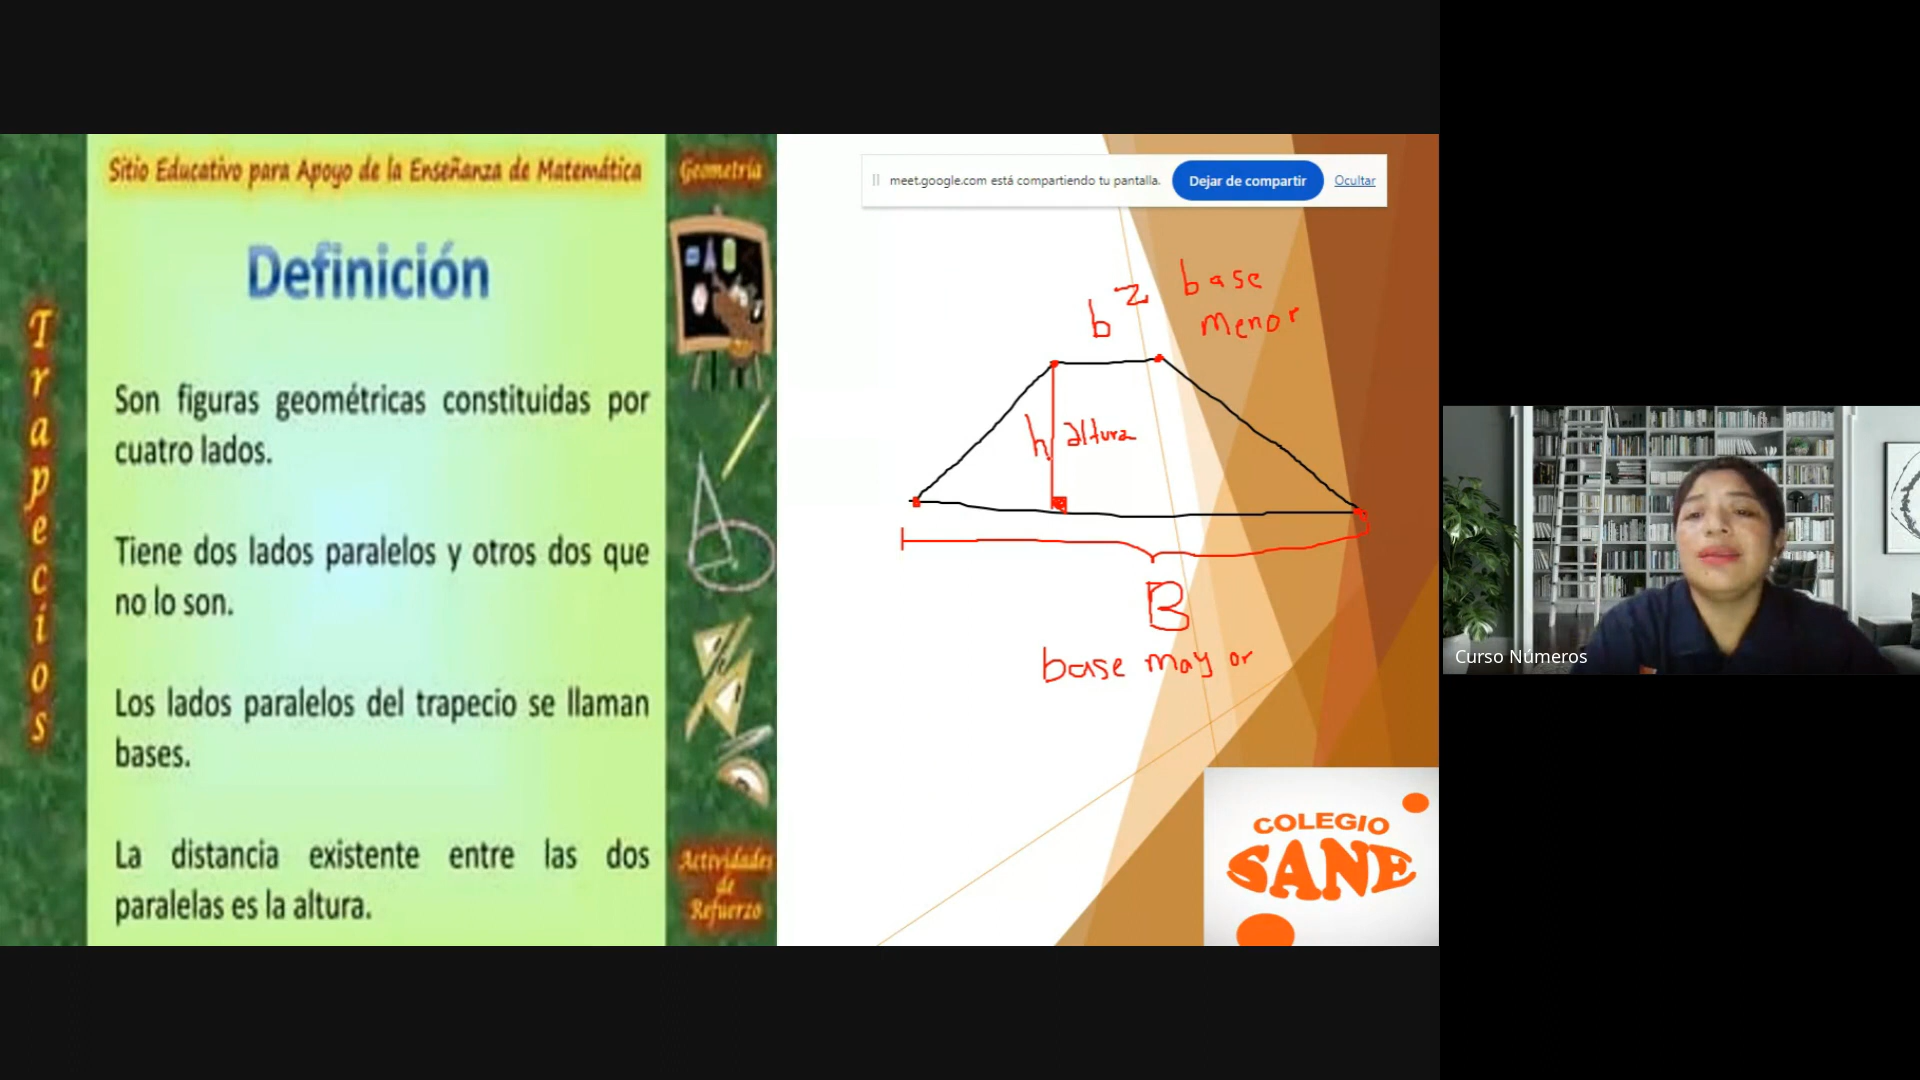 Sitio Educativo para Apoyo de la Enseñanza de Matemática
Geometría
Trapecios
Definición
Son figuras geométricas constituidas por
cuatro lados.
Tiene dos lados paralelos y otros dos que
no lo son.
Los lados paralelos del trapecio se llaman
bases.
La distancia existente entre las dos
paralelas es la altura.
Actividades
de
Refuerzo
meet.google.com está compartiendo tu pantalla.
Dejar de compartir
Ocultar
b
base
menor
h altura
B
base mayor
COLEGIO
SANE
Curso Números